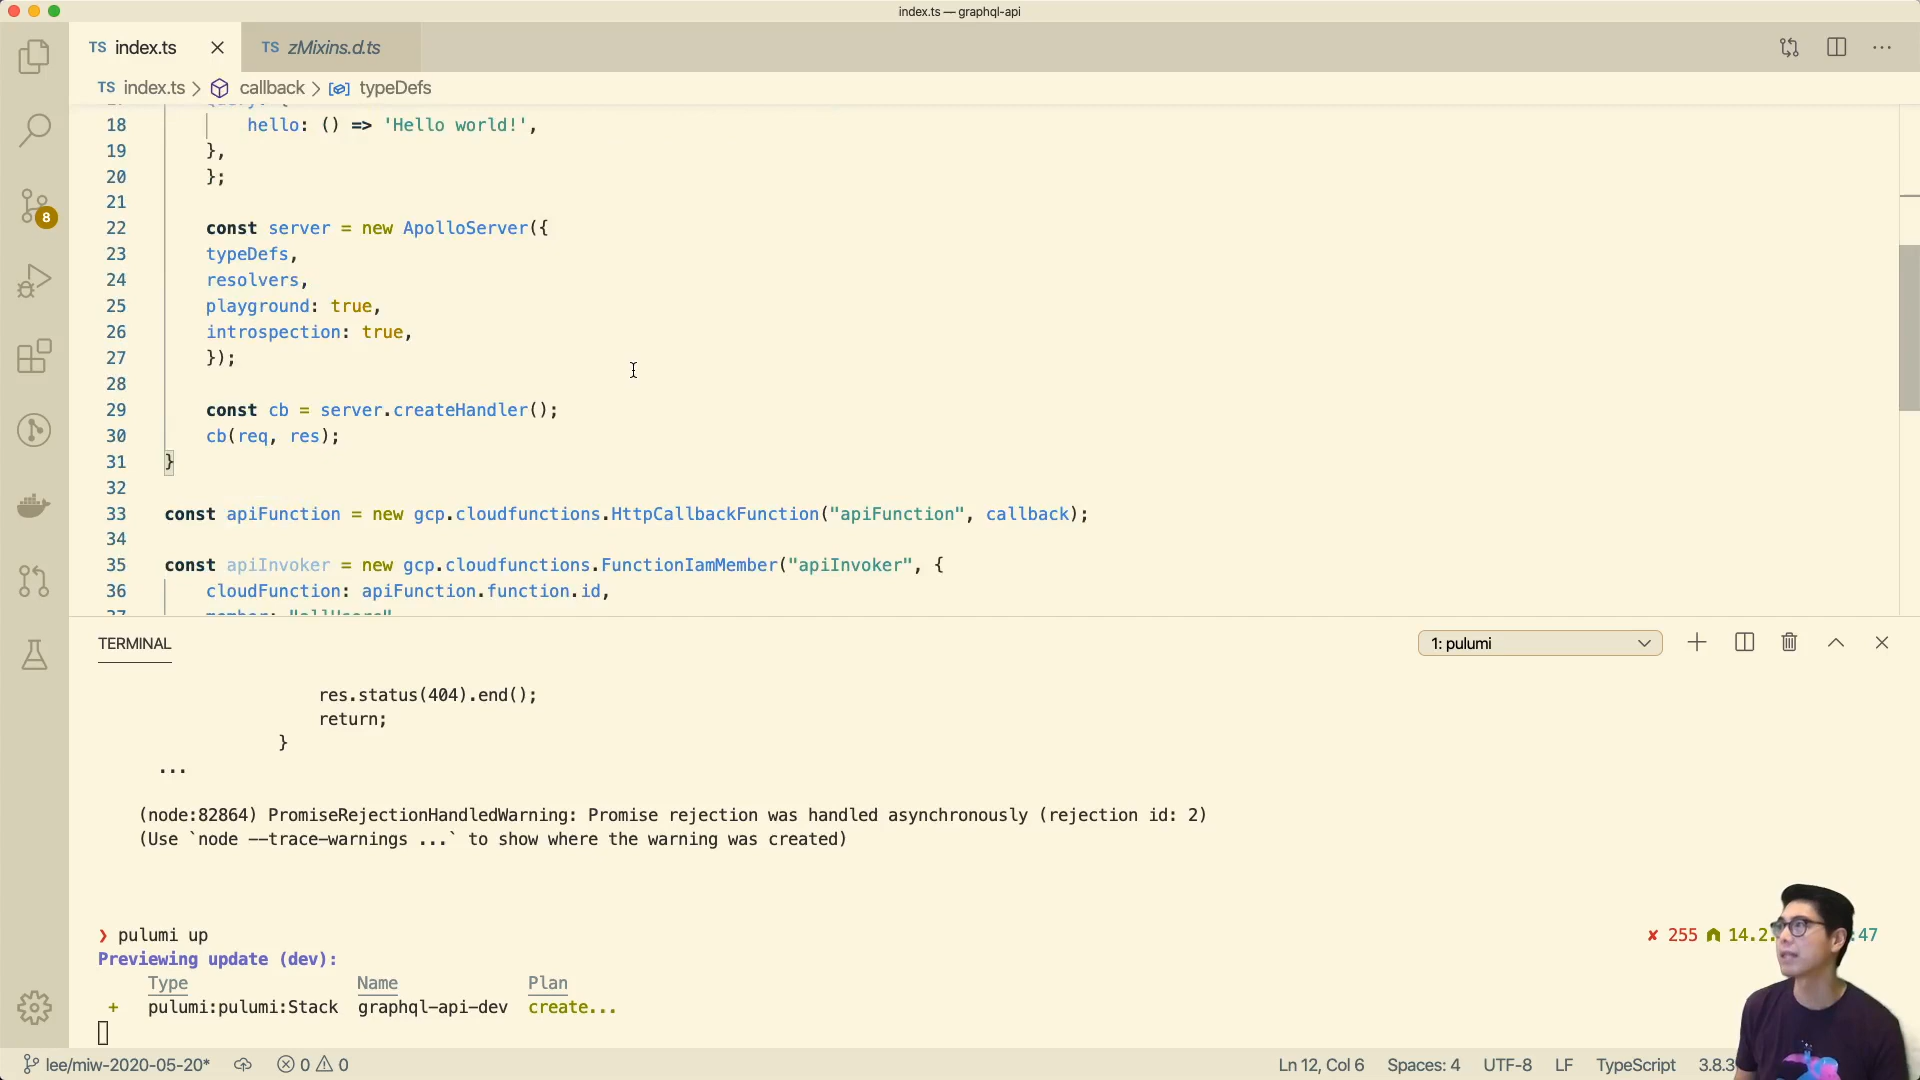 index.ts — graphql-api
TS index.ts
TS zMixins.d.ts
TS index.ts > callback > typeDefs
18 hello: () => 'Hello world!',
19 },
20 };
21
22 const server = new ApolloServer({
23 typeDefs,
24 resolvers,
25 playground: true,
26 introspection: true,
27 });
28
29 const cb = server.createHandler();
30 cb(req, res);
31 }
32
33 const apiFunction = new gcp.cloudfunctions.HttpCallbackFunction("apiFunction", callback);
34
35 const apiInvoker = new gcp.cloudfunctions.FunctionIamMember("apiInvoker", {
36 cloudFunction: apiFunction.function.id,
8
TERMINAL
1: pulumi
res.status(404).end();
return;
}
...
(node:82864) PromiseRejectionHandledWarning: Promise rejection was handled asynchronously (rejection id: 2)
(Use `node --trace-warnings ...` to show where the warning was created)
❯ pulumi up
✘ 255 14.2. :47
Previewing update (dev):
Type Name Plan
+ pulumi:pulumi:Stack graphql-api-dev create...
lee/miw-2020-05-20* 0 0
Ln 12, Col 6 Spaces: 4 UTF-8 LF TypeScript 3.8.3